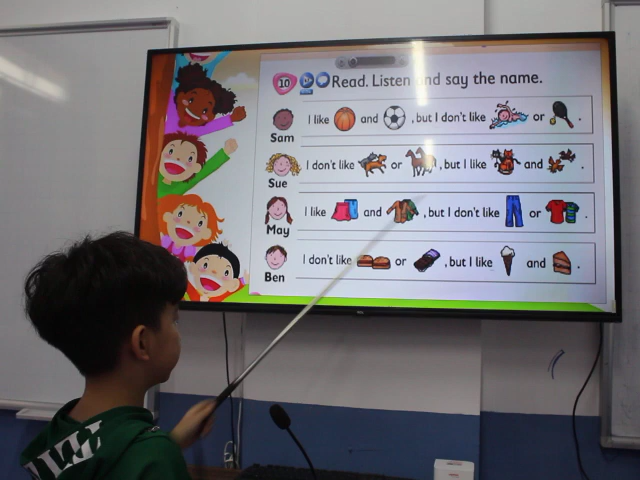 10 Read. Listen and say the name.
Sam
I like and , but I don't like or .
Sue
I don't like or , but I like and .
May
I like and , but I don't like or .
Ben
I don't like or , but I like and .